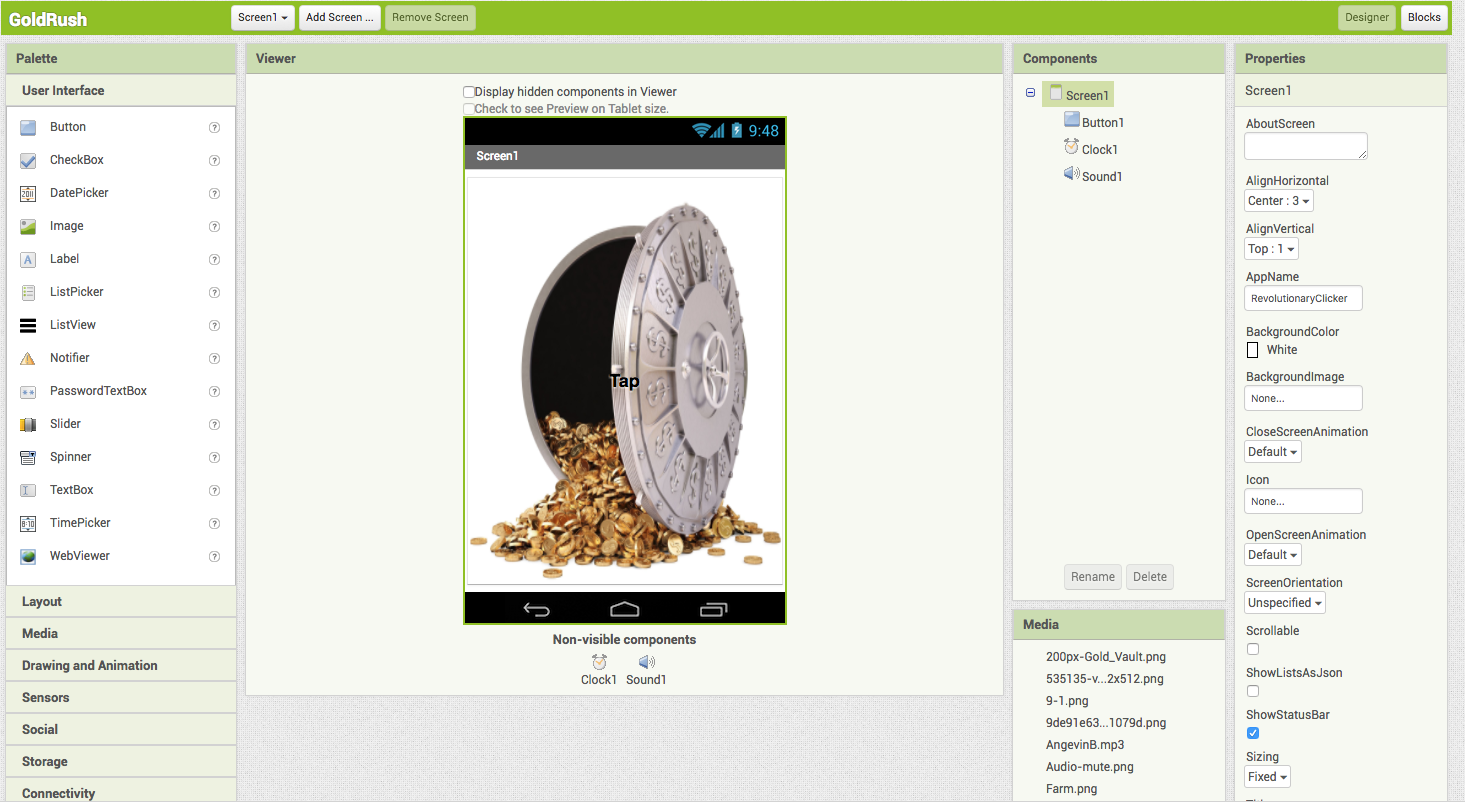 GoldRush
Screen1
Add Screen ...
Remove Screen
Designer
Blocks
Palette
User Interface
Button
CheckBox
DatePicker
Image
Label
ListPicker
ListView
Notifier
PasswordTextBox
Slider
Spinner
TextBox
TimePicker
WebViewer
Layout
Media
Drawing and Animation
Sensors
Social
Storage
Connectivity
Viewer
Display hidden components in Viewer
Check to see Preview on Tablet size.
9:48
Screen1
Tap
Non-visible components
Clock1
Sound1
Components
Screen1
Button1
Clock1
Sound1
Rename
Delete
Media
200px-Gold_Vault.png
535135-v...2x512.png
9-1.png
9de91e63...1079d.png
AngevinB.mp3
Audio-mute.png
Farm.png
Properties
Screen1
AboutScreen
AlignHorizontal
Center : 3
AlignVertical
Top : 1
AppName
RevolutionaryClicker
BackgroundColor
White
BackgroundImage
None...
CloseScreenAnimation
Default
Icon
None...
OpenScreenAnimation
Default
ScreenOrientation
Unspecified
Scrollable
ShowListsAsJson
ShowStatusBar
Sizing
Fixed